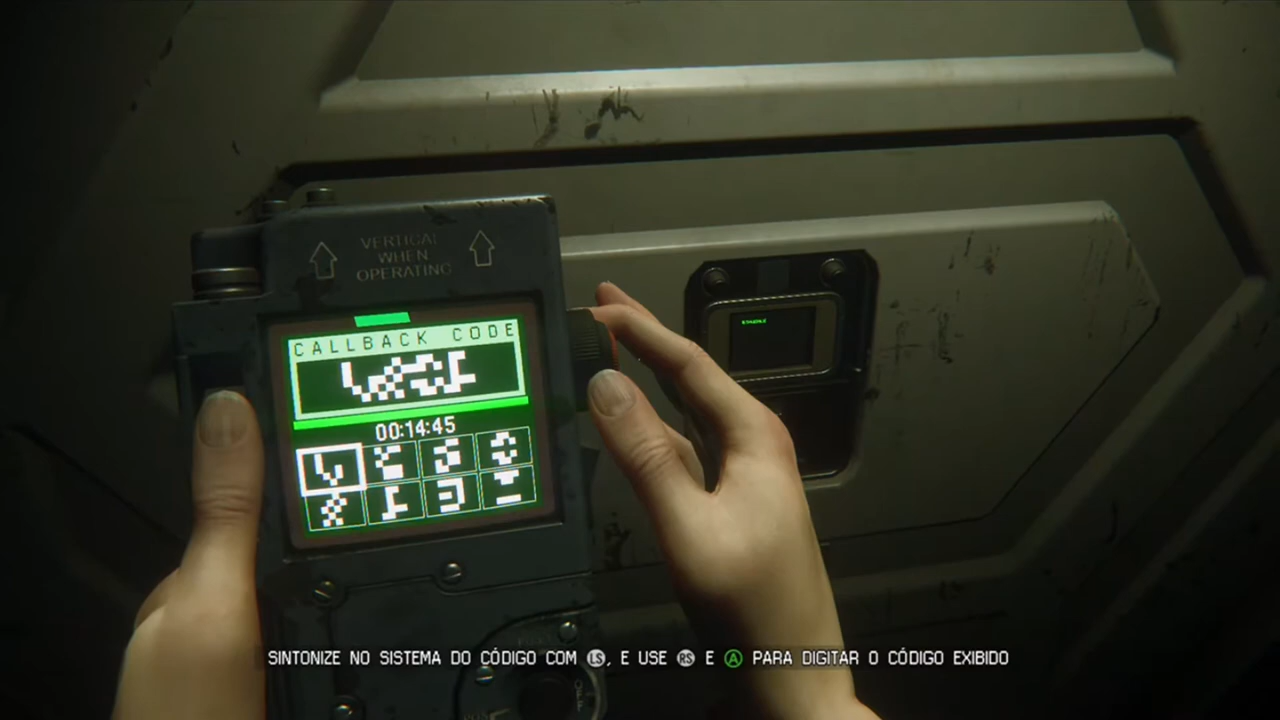 VERTICAL
WHEN
OPERATING
CALLBACK CODE
00:14:45
SINTONIZE NO SISTEMA DO CÓDIGO COM LS, E USE RS E A PARA DIGITAR O CÓDIGO EXIBIDO